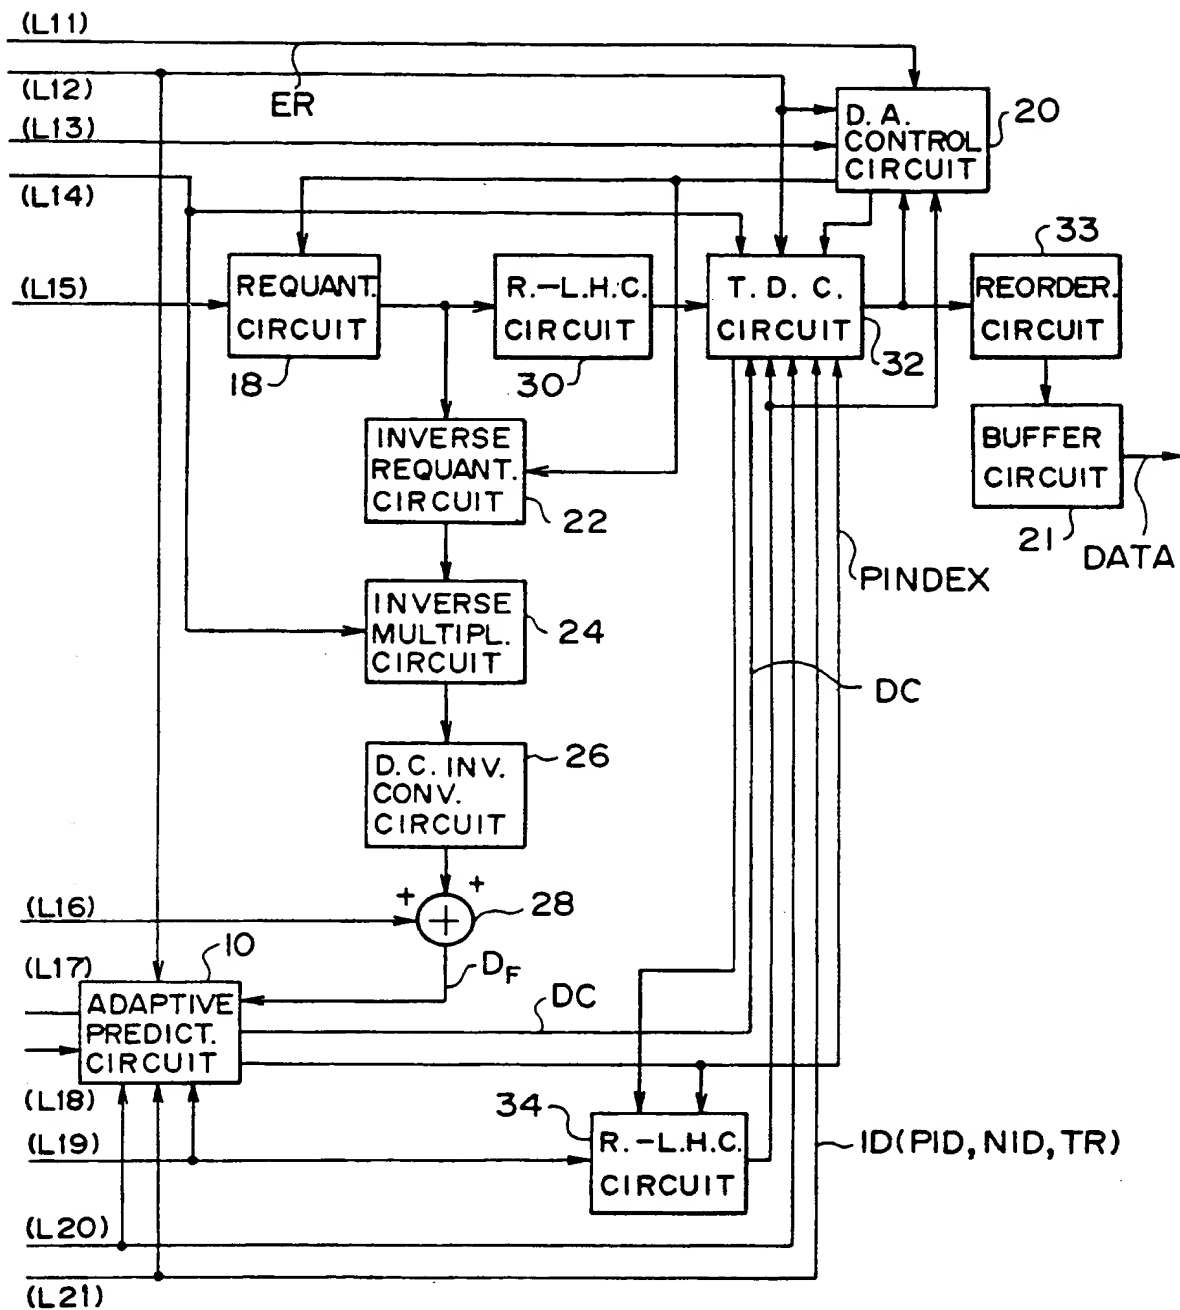 (L11)
ER
(L12)
(L13)
D. A.
CONTROL
CIRCUIT
20
(L14)
33
(L15)
REQUANT.
CIRCUIT
18
R.-L.H.C.
CIRCUIT
30
T. D. C.
CIRCUIT
32
REORDER.
CIRCUIT
INVERSE
REQUANT.
CIRCUIT
22
BUFFER
CIRCUIT
21
DATA
PINDEX
INVERSE
MULTIPL.
CIRCUIT
24
DC
D.C. INV.
CONV.
CIRCUIT
26
(L16)
+
+
+
28
(L17)
10
DF
ADAPTIVE
PREDICT.
CIRCUIT
DC
(L18)
34
(L19)
R.-L.H.C.
CIRCUIT
ID(PID, NID, TR)
(L20)
(L21)